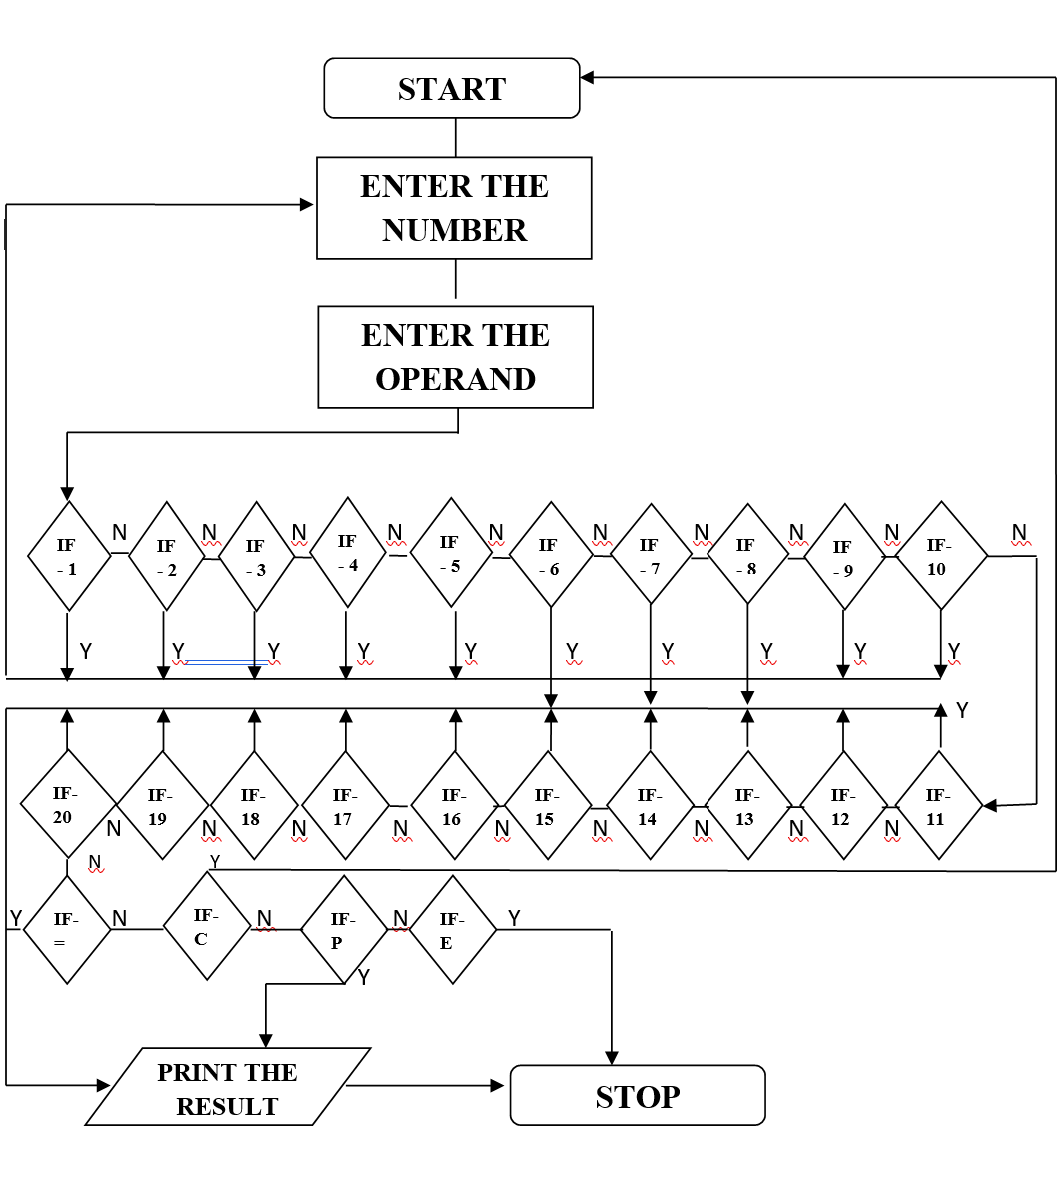 START
ENTER THE
NUMBER
ENTER THE
OPERAND
N N N N N N N N N N
IF IF IF IF IF IF IF IF IF IF-
- 1 - 2 - 3 - 4 - 5 - 6 - 7 - 8 - 9 10
Y Y Y Y Y Y Y Y Y Y
Y
IF- IF- IF- IF- IF- IF- IF- IF- IF- IF-
20 19 18 17 16 15 14 13 12 11
N N N N N N N N N
N Y
Y IF- N IF- N IF- N IF- Y
= C P E
Y
PRINT THE
RESULT
STOP